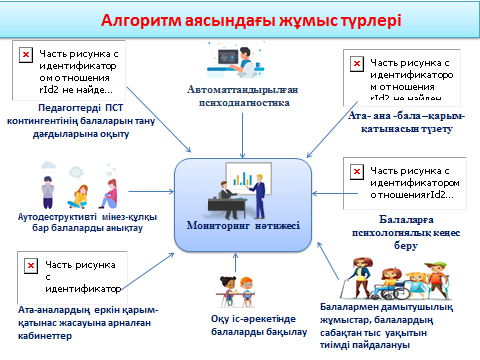 Алгоритм аясындағы жұмыс түрлері
Часть рисунка с
идентификатор
ом отношения
rId2 не найде...
Педагогтерді ПСТ
контингентінің балаларын тану
дағдыларына оқыту
Автоматтандырылған
психодиагностика
Часть рисунка с
идентификаторо
м отношения
rId2 не найден
Ата- ана -бала –қарым-
қатынасын түзету
Аутодеструктивті мінез-құлқы
бар балаларды анықтау
Мониторинг нәтижесі
Часть рисунка с
идентификатором
отношения rId2...
Балаларға
психологиялық кеңес
беру
Часть рисунка
с
идентификатор
Ата-аналардың еркін қарым-
қатынас жасауына арналған
кабинеттер
Оқу іс-әрекетінде
балаларды бақылау
Балалармен дамытушылық
жұмыстар, балалардың
сабақтан тыс уақытын
тиімді пайдалануы